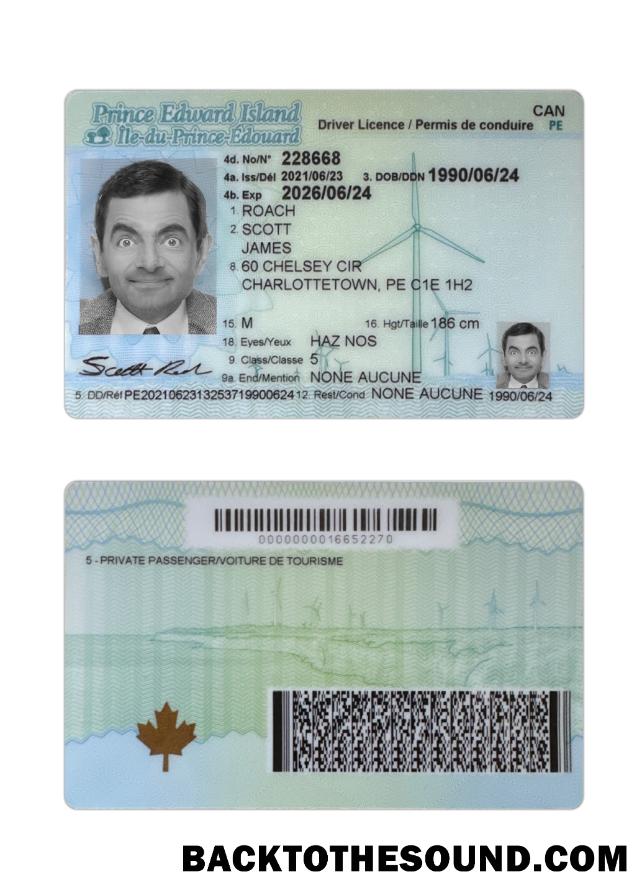 Prince Edward Island
Île-du-Prince-Édouard
Driver Licence / Permis de conduire
CAN
PE
4d. No/N° 228668
4a. Iss/Dél 2021/06/23 3. DOB/DDN 1990/06/24
4b. Exp 2026/06/24
1. ROACH
2. SCOTT
JAMES
8. 60 CHELSEY CIR
CHARLOTTETOWN, PE C1E 1H2
15. M 16. Hgt/Taille 186 cm
18. Eyes/Yeux HAZ NOS
9. Class/Classe 5
9a. End/Mention NONE AUCUNE
Scott Roach
5. DD/Réf PE2021062313253719900624 12. Rest/Cond NONE AUCUNE 1990/06/24
0000000016652270
5 - PRIVATE PASSENGER/VOITURE DE TOURISME
BACKTOTHESOUND.COM